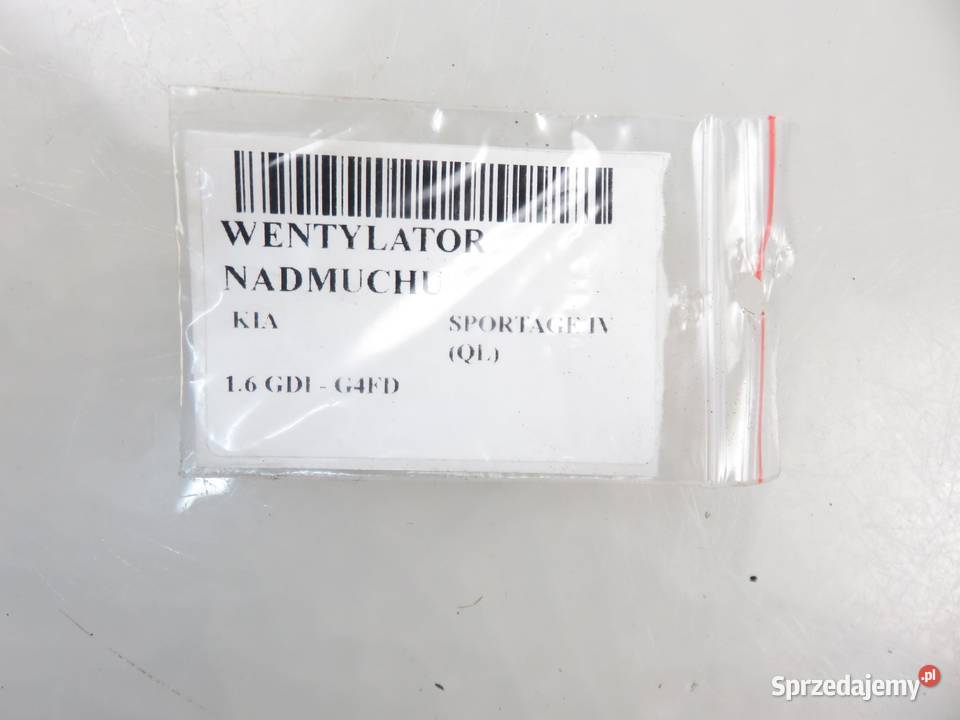 WENTYLATOR
NADMUCHU
KIA
SPORTAGE IV
(QL)
1.6 GDI - G4FD
Sprzedajemy.pl